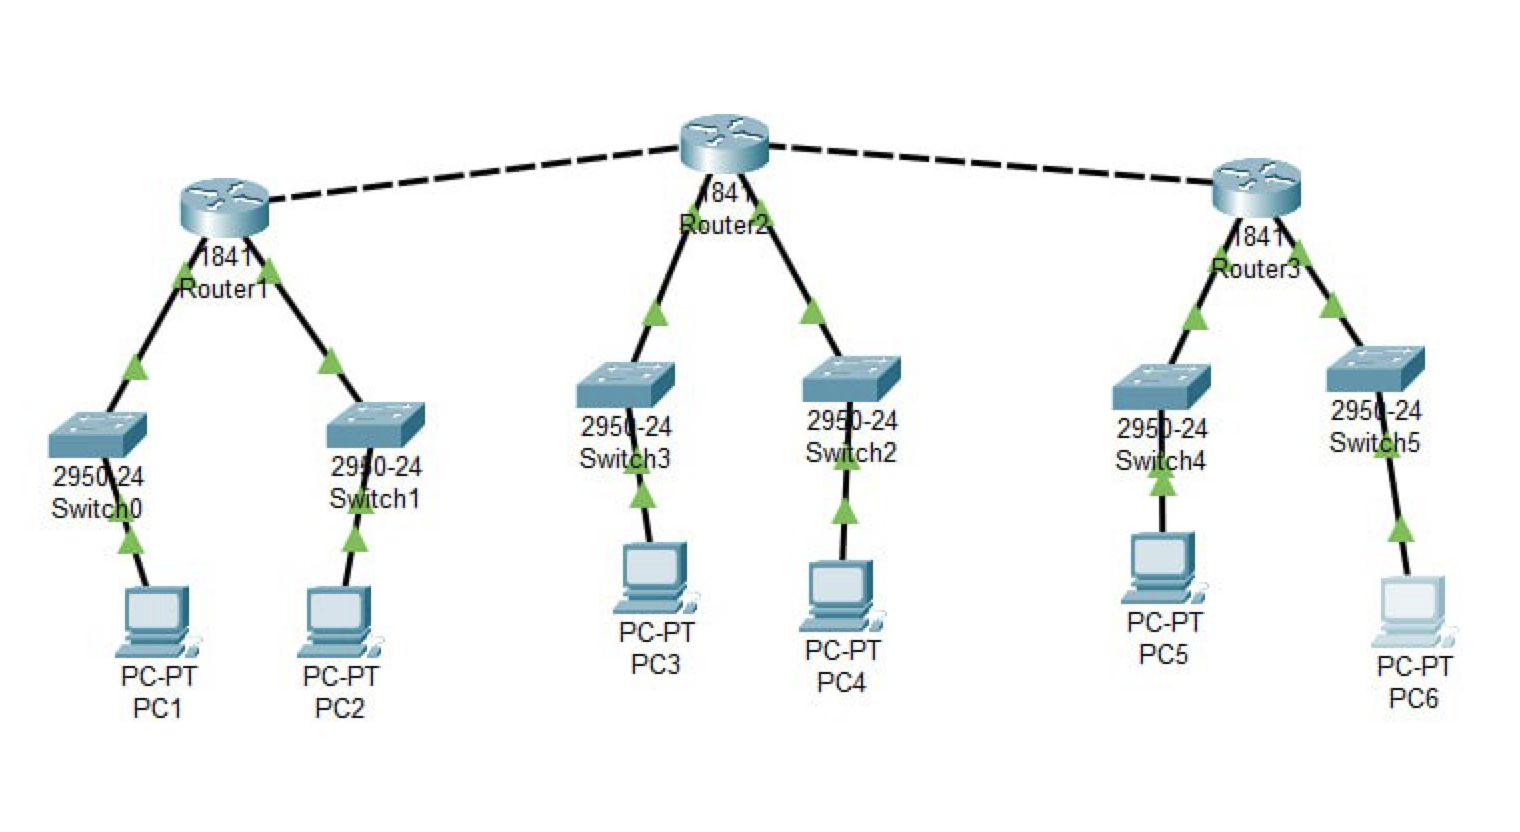 1841
Router1
1841
Router2
1841
Router3
2950-24
Switch0
2950-24
Switch1
2950-24
Switch3
2950-24
Switch2
2950-24
Switch4
2950-24
Switch5
PC-PT
PC1
PC-PT
PC2
PC-PT
PC3
PC-PT
PC4
PC-PT
PC5
PC-PT
PC6